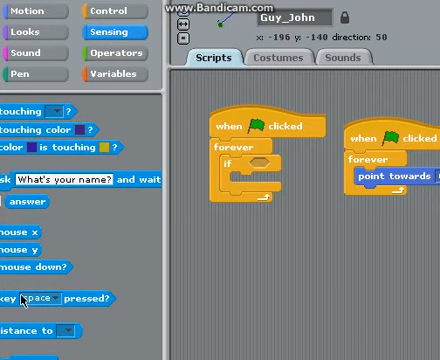 www.Bandicam.com
Motion
Control
Looks
Sensing
Sound
Operators
Pen
Variables
Guy_John
x: -196 y: -140 direction: 50
Scripts
Costumes
Sounds
touching ?
touching color ?
color is touching ?
sk What's your name? and wait
answer
mouse x
mouse y
mouse down?
key space pressed?
istance to
when clicked
forever
if
when clicked
forever
point towards